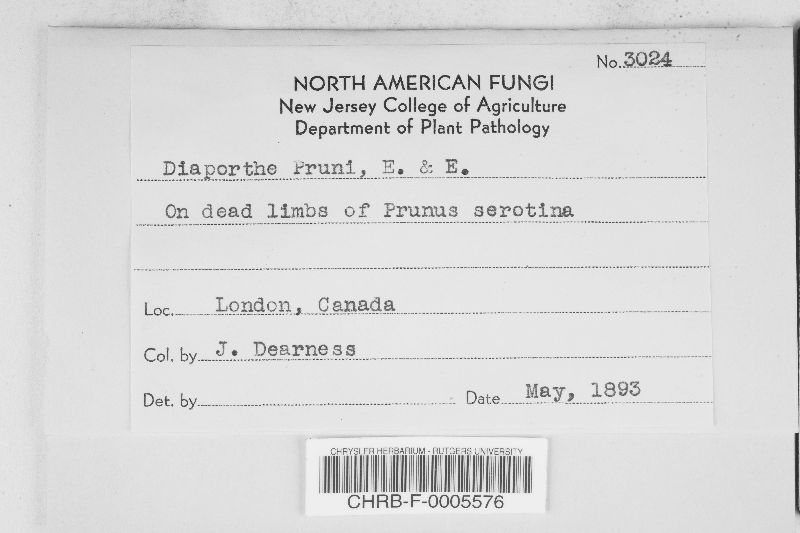 No. 3024
NORTH AMERICAN FUNGI
New Jersey College of Agriculture
Department of Plant Pathology
Diaporthe Pruni, E. & E.
On dead limbs of Prunus serotina
Loc. London, Canada
Col. by J. Dearness
Det. by Date May, 1893
CHRYSLER HERBARIUM - RUTGERS UNIVERSITY
CHRB-F-0005576